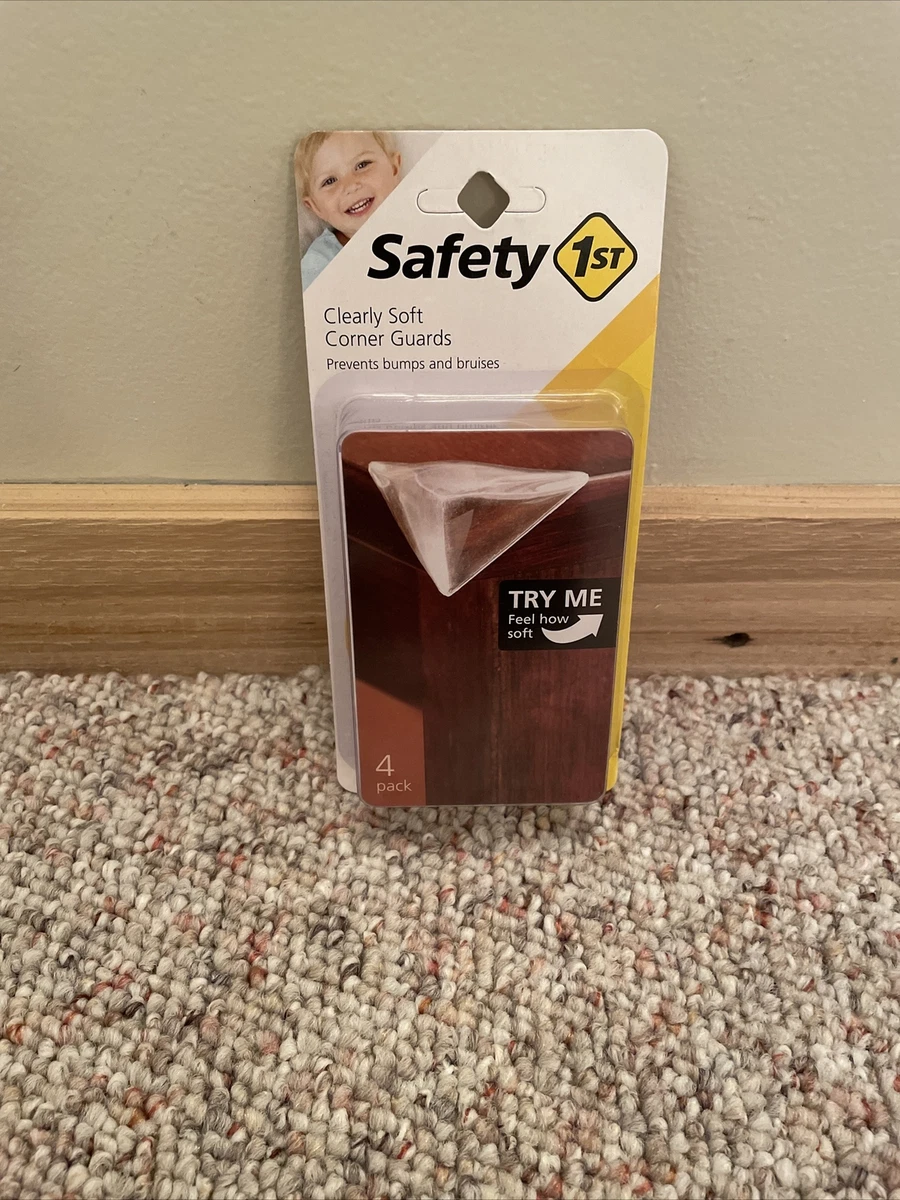 Safety 1ST
Clearly Soft
Corner Guards
Prevents bumps and bruises
TRY ME
Feel how
soft
4
pack